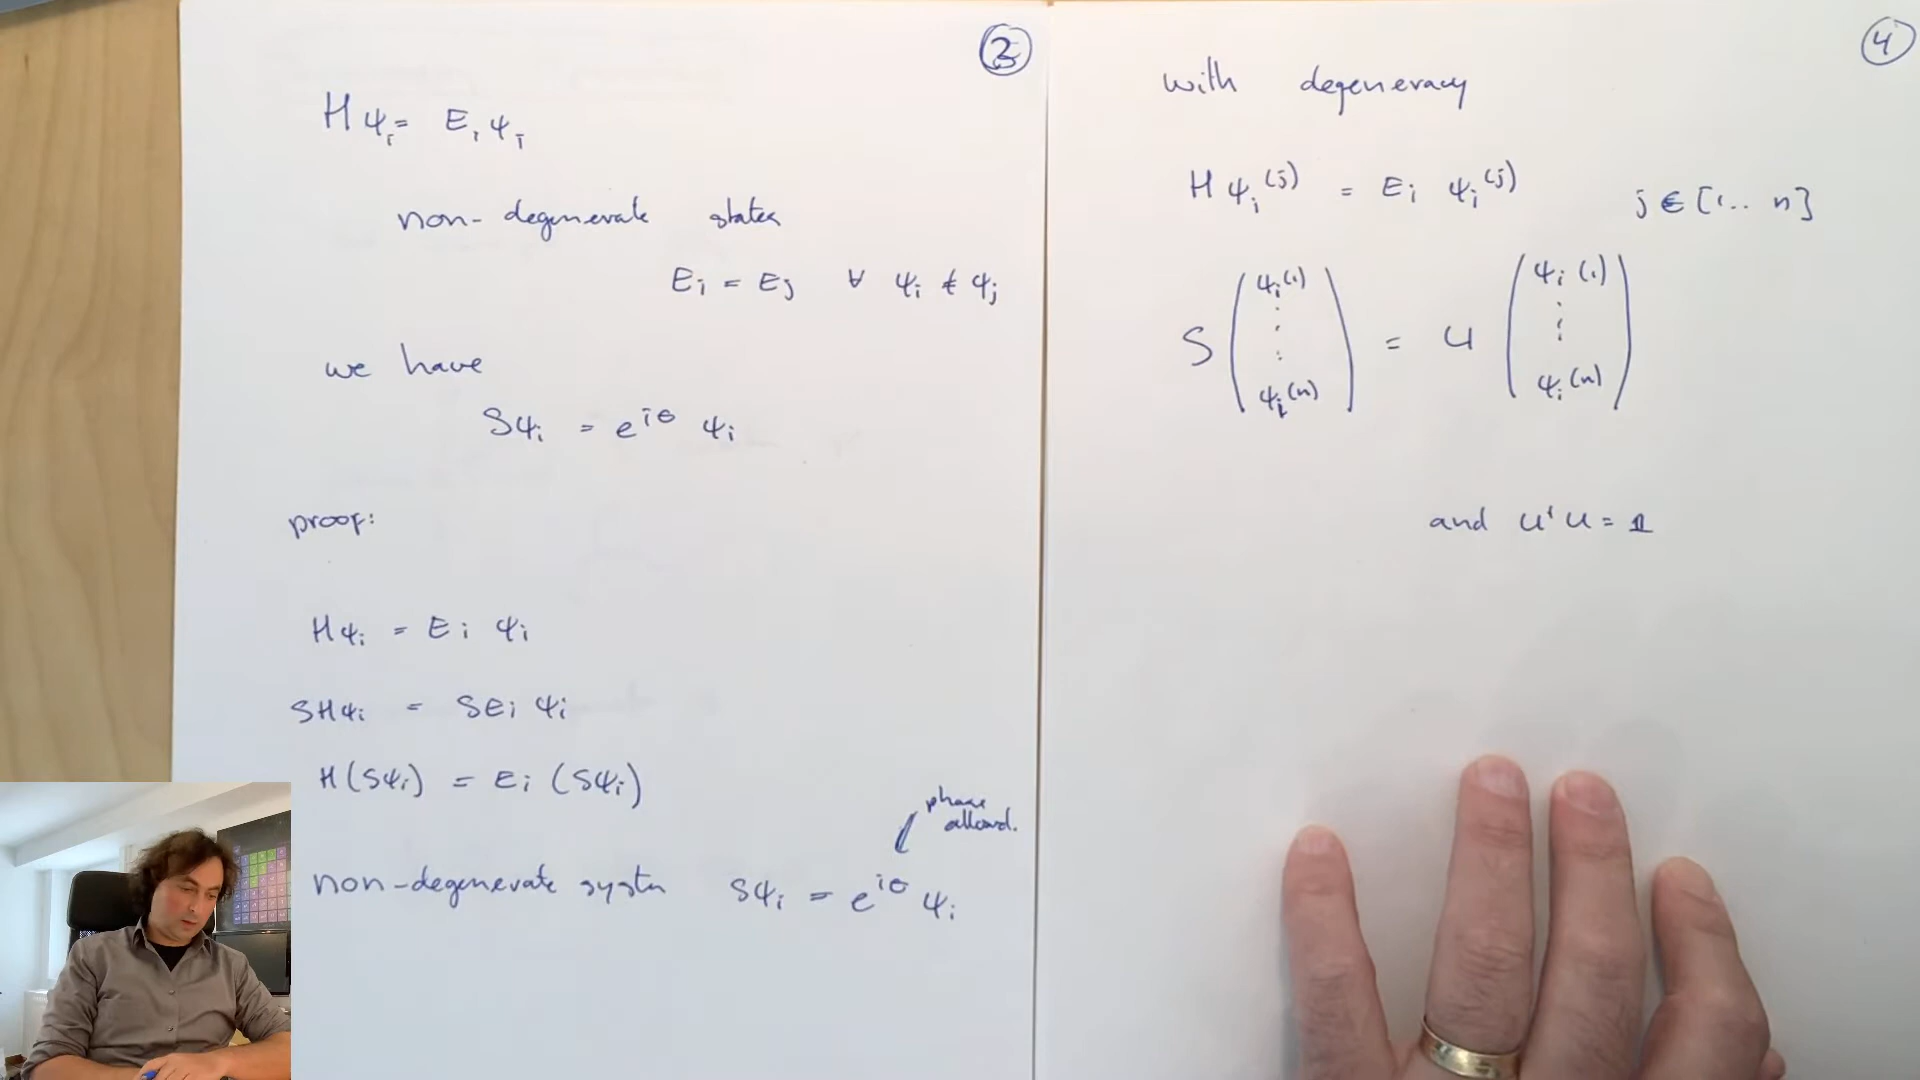 ③
H ψᵢ = Eᵢ ψᵢ
non-degenerate states
Eᵢ = Eⱼ ∀ ψᵢ ≠ ψⱼ
we have
Sψᵢ = e^{iθ} ψᵢ
proof:
Hψᵢ = Eᵢ ψᵢ
SHψᵢ = SEᵢ ψᵢ
H(Sψᵢ) = Eᵢ (Sψᵢ)
phase
allowd.
non-degenerate system Sψᵢ = e^{iθ} ψᵢ
④
with degeneracy
H ψᵢ^{(j)} = Eᵢ ψᵢ^{(j)} j ∈ [1.. n]
S ( ψᵢ^{(1)} ⋮ ψᵢ^{(n)} ) = U ( ψᵢ^{(1)} ⋮ ψᵢ^{(n)} )
and U†U = 𝟙